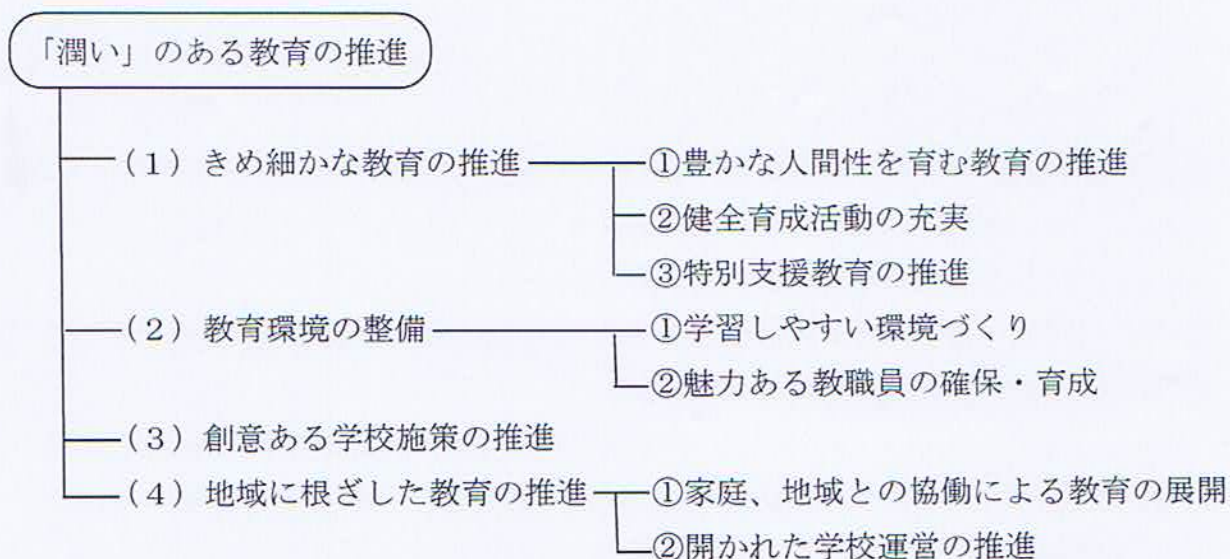 「潤い」のある教育の推進
(1)きめ細かな教育の推進 ①豊かな人間性を育む教育の推進
②健全育成活動の充実
③特別支援教育の推進
(2)教育環境の整備 ①学習しやすい環境づくり
②魅力ある教職員の確保・育成
(3)創意ある学校施策の推進
(4)地域に根ざした教育の推進 ①家庭、地域との協働による教育の展開
②開かれた学校運営の推進